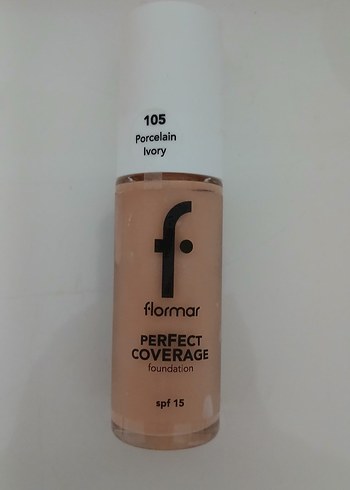 105
Porcelain
Ivory
f
flormar
PERFECT
COVERAGE
foundation
spf 15